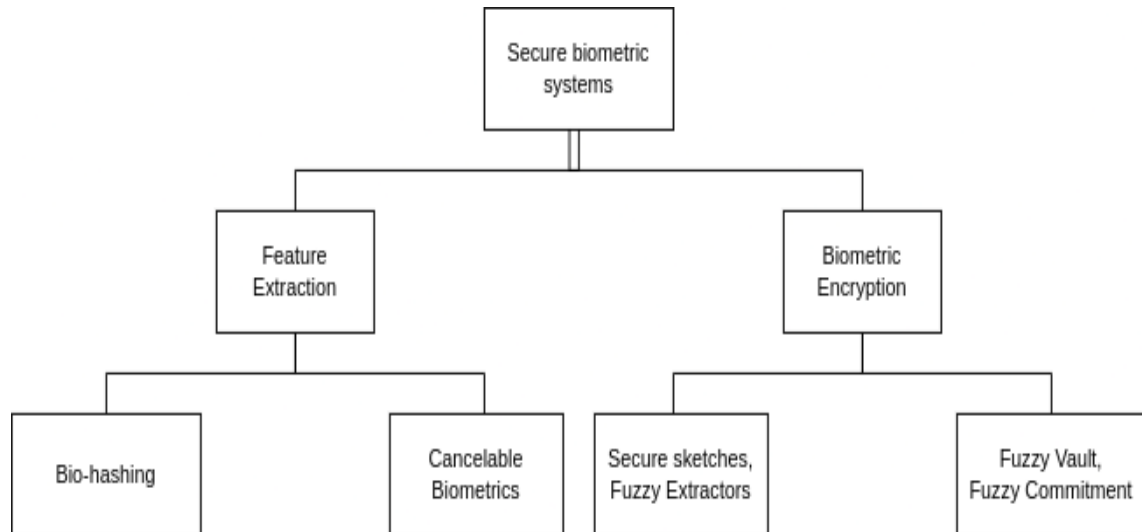 Secure biometric
systems
Feature
Extraction
Biometric
Encryption
Bio-hashing
Cancelable
Biometrics
Secure sketches,
Fuzzy Extractors
Fuzzy Vault,
Fuzzy Commitment